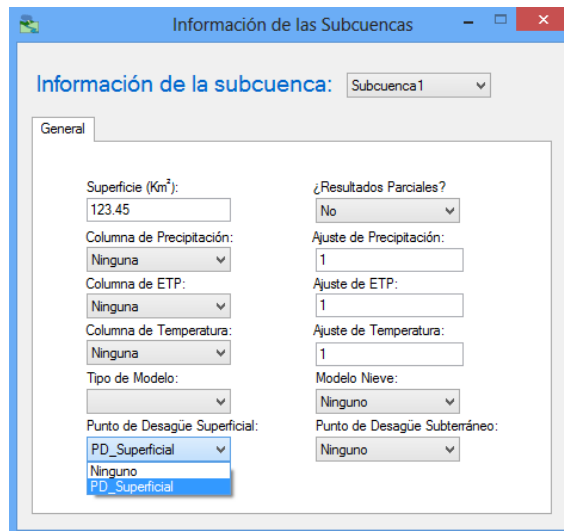 Información de las Subcuencas
Información de la subcuenca: Subcuenca1
General
Superficie (Km²): ¿Resultados Parciales?
123.45 No
Columna de Precipitación: Ajuste de Precipitación:
Ninguna 1
Columna de ETP: Ajuste de ETP:
Ninguna 1
Columna de Temperatura: Ajuste de Temperatura:
Ninguna 1
Tipo de Modelo: Modelo Nieve:
Ninguno
Punto de Desagüe Superficial: Punto de Desagüe Subterráneo:
PD_Superficial Ninguno
Ninguno
PD_Superficial